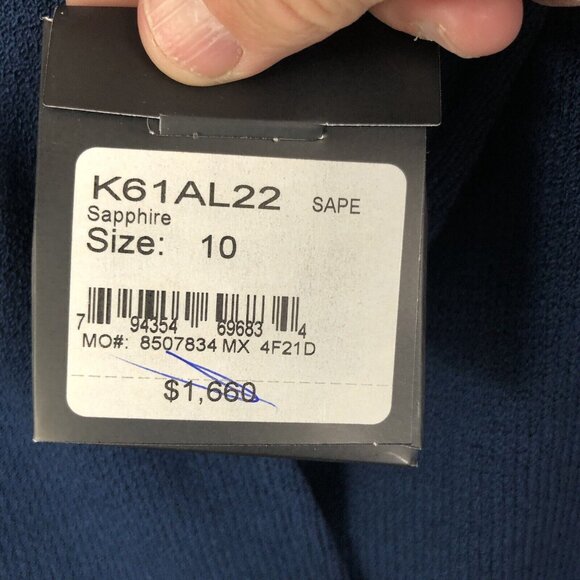 K61AL22 SAPE
Sapphire
Size: 10
7 94354 69683 4
MO#: 8507834 MX 4F21D
$1,660